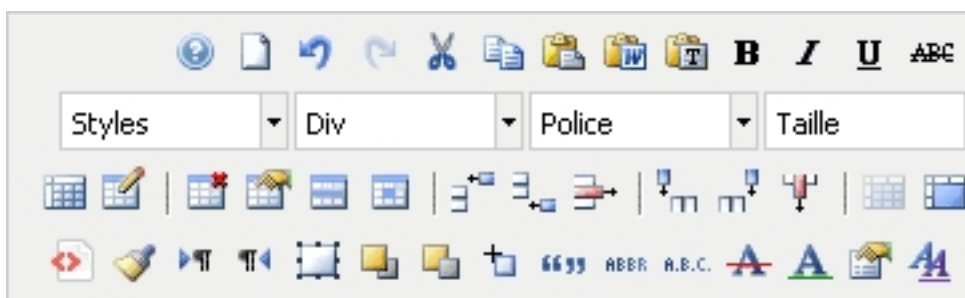 B I U ABC
Styles Div Police Taille
“ ” ABBR A.B.C. A A A